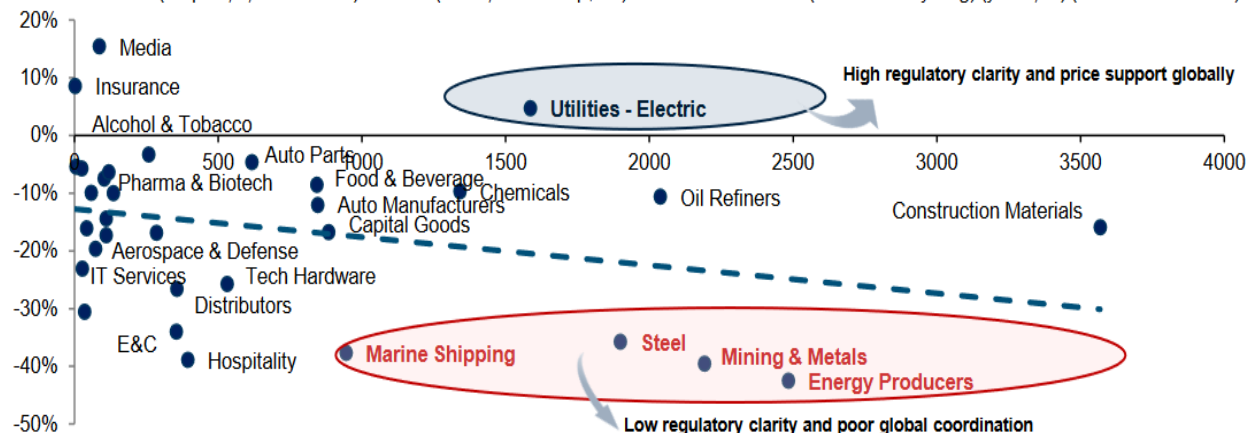 20%
Media
10%
High regulatory clarity and price support globally
Insurance
Utilities - Electric
Alcohol & Tobacco
0%
0 500 1000 1500 2000 2500 3000 3500 4000
Auto Parts
Pharma & Biotech
Food & Beverage
Chemicals
-10%
Oil Refiners
Auto Manufacturers
Construction Materials
Capital Goods
-20%
Aerospace & Defense
IT Services
Tech Hardware
-30%
Distributors
E&C
Marine Shipping
Steel
Hospitality
Mining & Metals
-40%
Energy Producers
-50%
Low regulatory clarity and poor global coordination